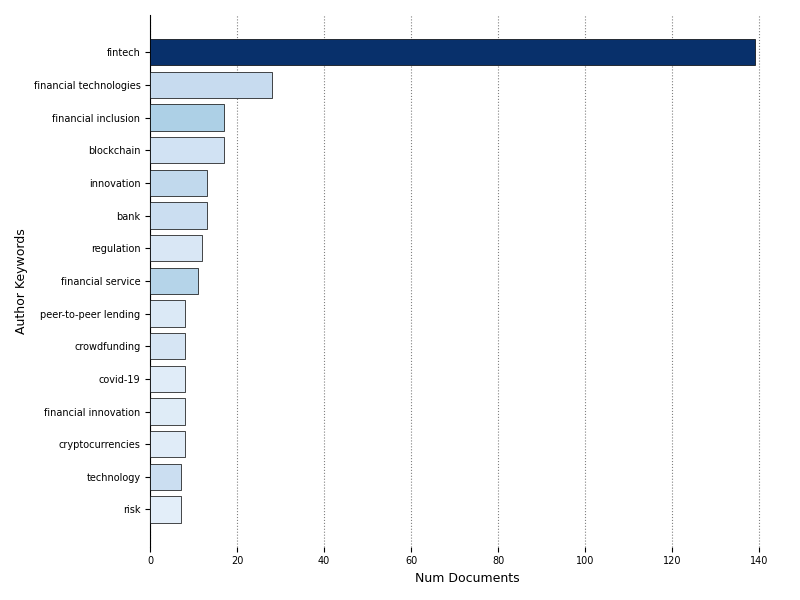 fintech
financial technologies
financial inclusion
blockchain
innovation
bank
regulation
financial service
peer-to-peer lending
crowdfunding
covid-19
financial innovation
cryptocurrencies
technology
risk
Author Keywords
0 20 40 60 80 100 120 140
Num Documents